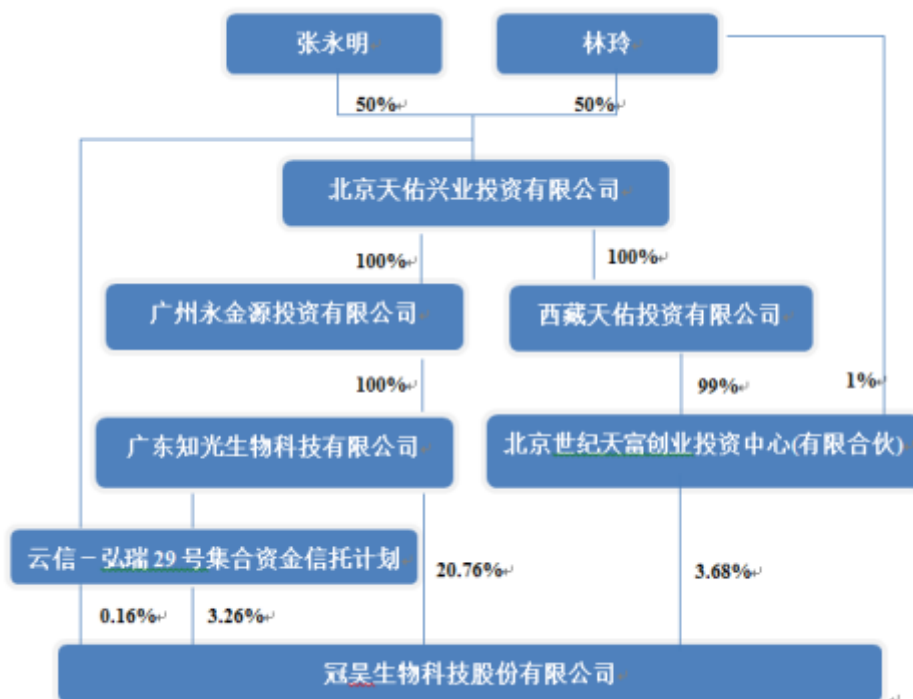 张永明
林玲
50%
50%
北京天佑兴业投资有限公司
100%
100%
广州永金源投资有限公司
西藏天佑投资有限公司
100%
99%
1%
广东知光生物科技有限公司
北京世纪天富创业投资中心(有限合伙)
云信－弘瑞29号集合资金信托计划
20.76%
3.68%
0.16%
3.26%
冠昊生物科技股份有限公司